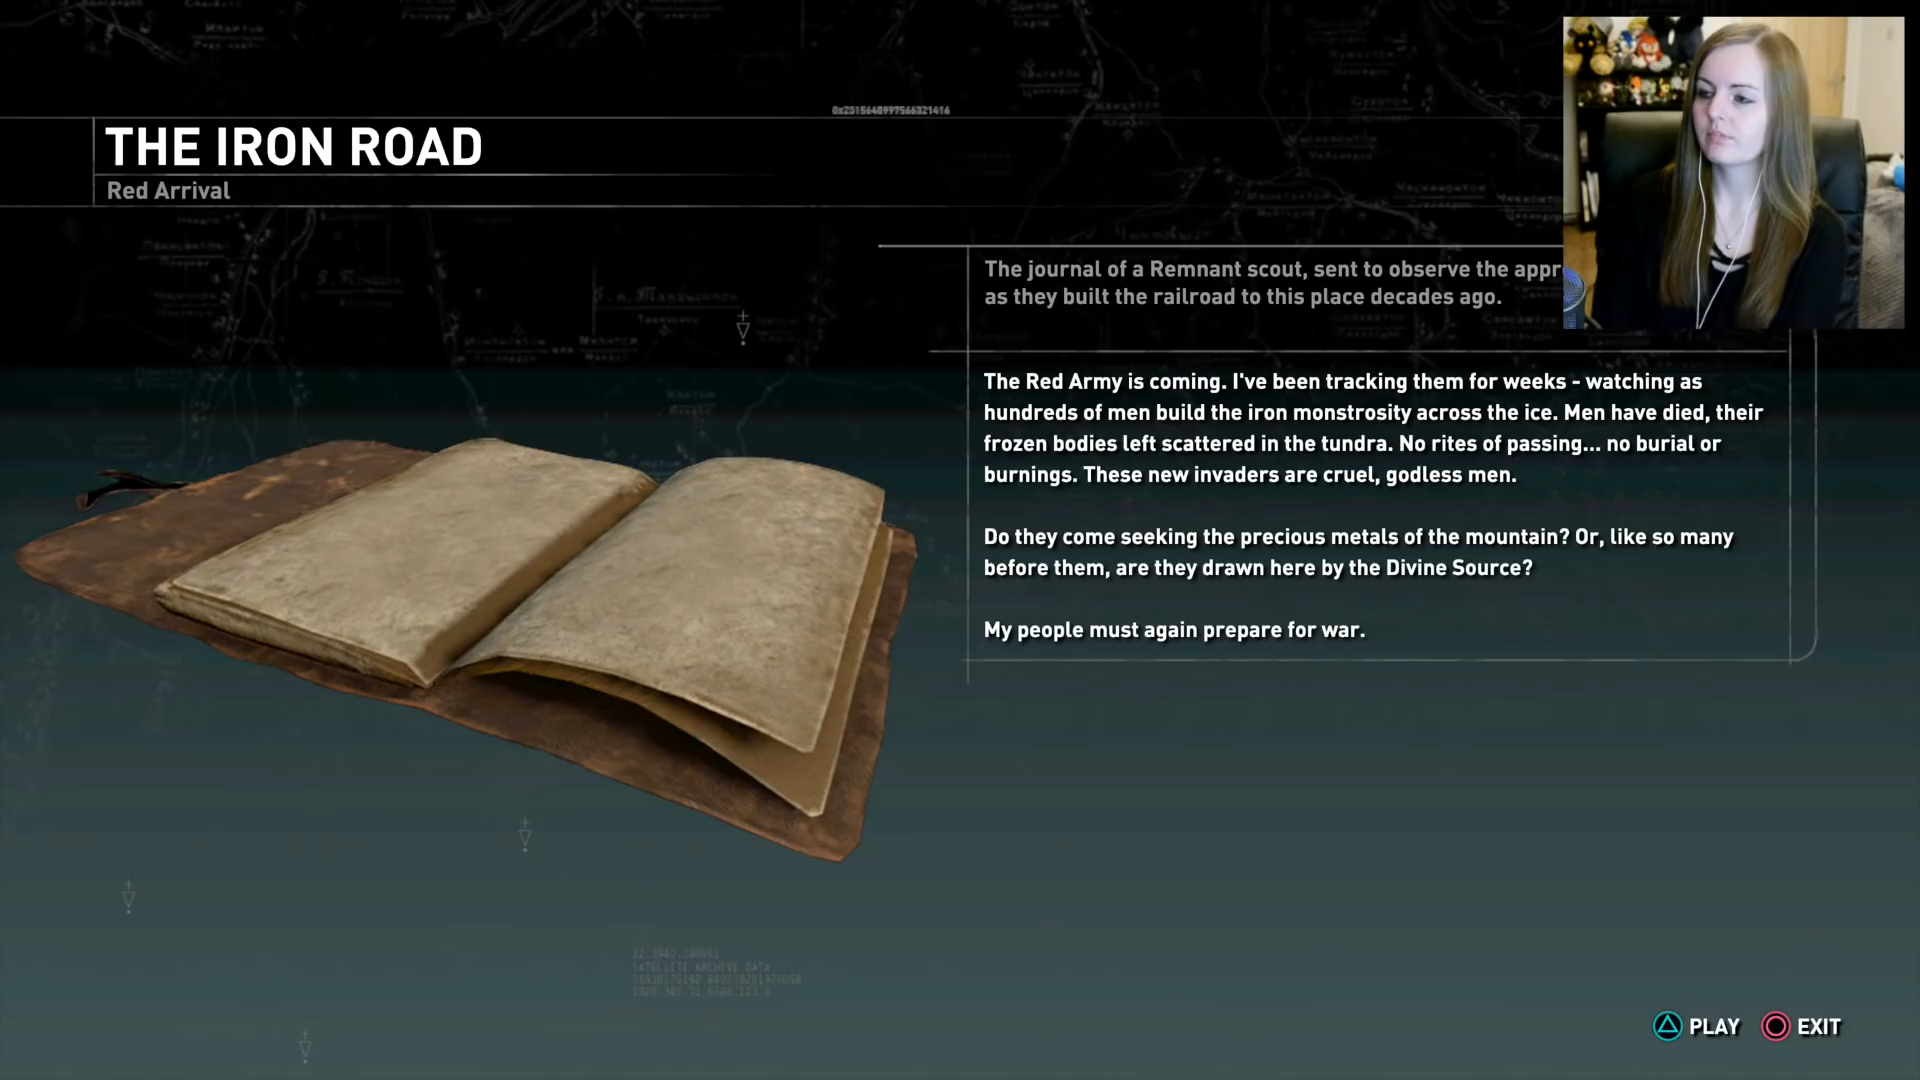 0x2315648997566321416
THE IRON ROAD
Red Arrival
The journal of a Remnant scout, sent to observe the appr
as they built the railroad to this place decades ago.
The Red Army is coming. I've been tracking them for weeks - watching as
hundreds of men build the iron monstrosity across the ice. Men have died, their
frozen bodies left scattered in the tundra. No rites of passing... no burial or
burnings. These new invaders are cruel, godless men.
Do they come seeking the precious metals of the mountain? Or, like so many
before them, are they drawn here by the Divine Source?
My people must again prepare for war.
SATELLITE ARCHIVE DATA
PLAY EXIT